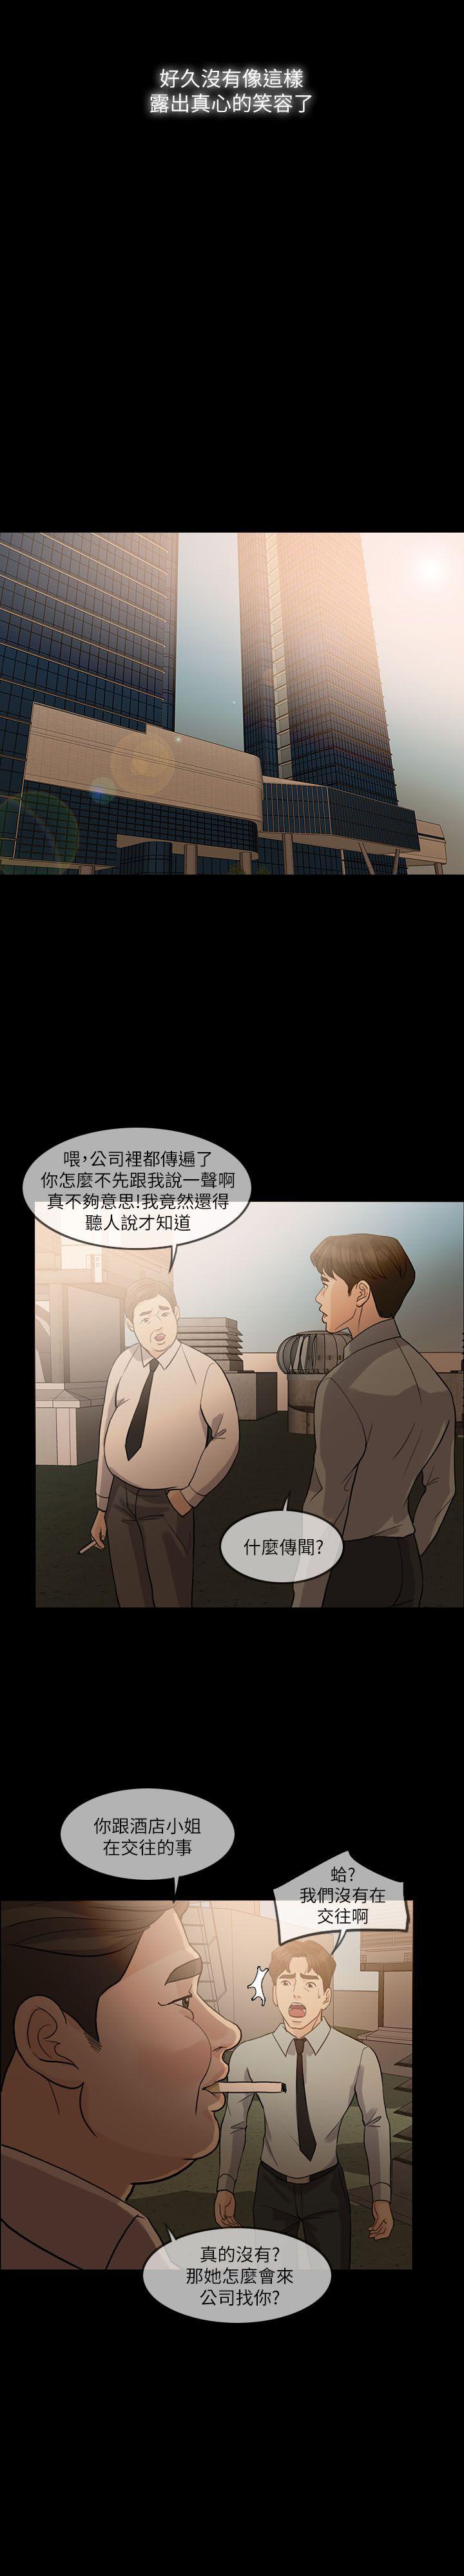 好久沒有像這樣
露出真心的笑容了
喂,公司裡都傳遍了
你怎麼不先跟我說一聲啊
真不夠意思!我竟然還得
聽人說才知道
什麼傳聞?
你跟酒店小姐
在交往的事
蛤?
我們沒有在
交往啊
真的沒有?
那她怎麼會來
公司找你?